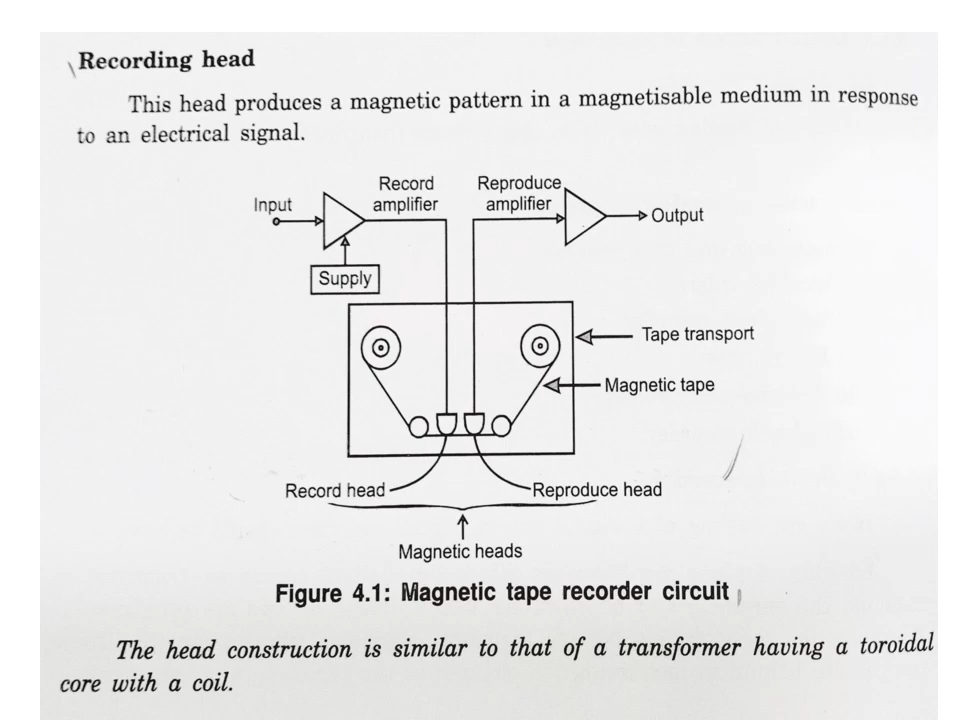 Recording head
This head produces a magnetic pattern in a magnetisable medium in response
to an electrical signal.
Input
Record
amplifier
Reproduce
amplifier
Output
Supply
Tape transport
Magnetic tape
Record head
Reproduce head
Magnetic heads
Figure 4.1: Magnetic tape recorder circuit
The head construction is similar to that of a transformer having a toroidal
core with a coil.